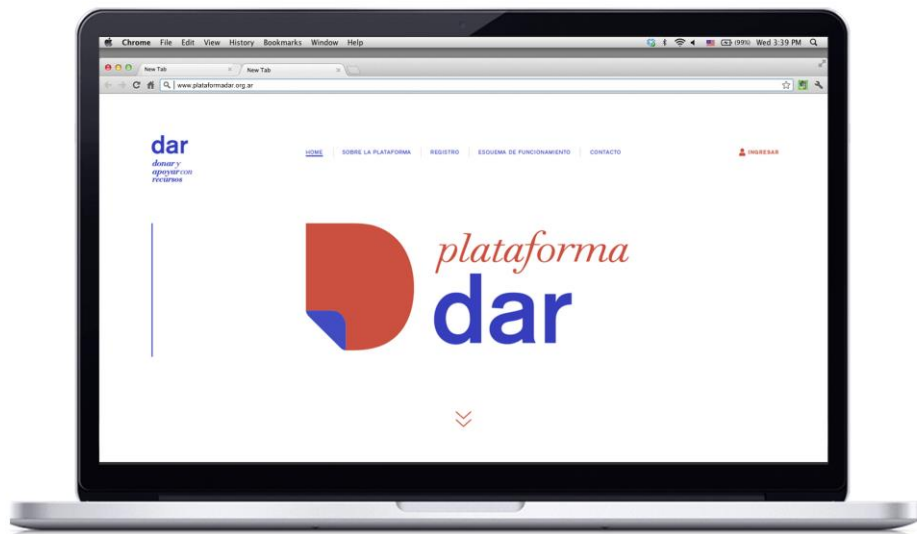 Chrome File Edit View History Bookmarks Window Help (99%) Wed 3:39 PM
New Tab New Tab
www.plataformadar.org.ar
dar
donar y
apoyar con
recursos
HOME SOBRE LA PLATAFORMA REGISTRO ESQUEMA DE FUNCIONAMIENTO CONTACTO INGRESAR
plataforma
dar